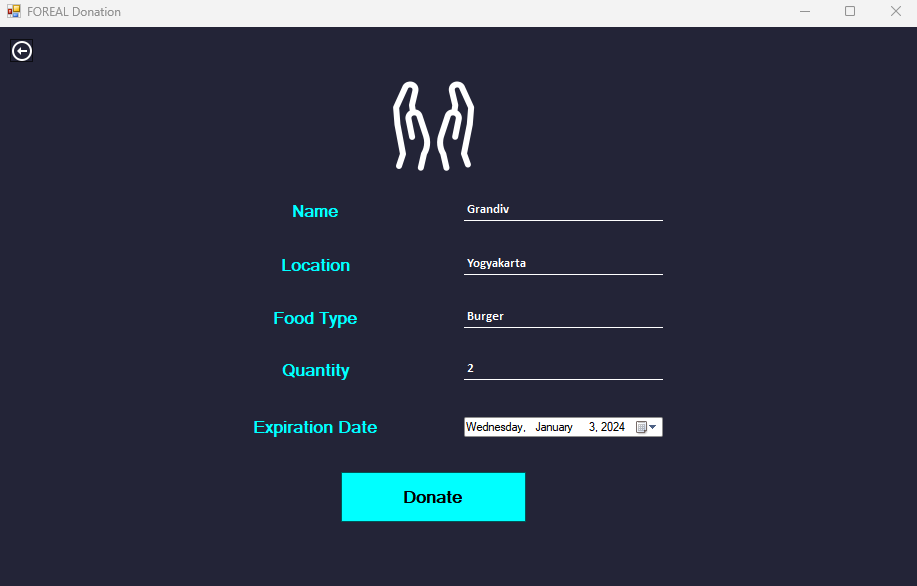 FOREAL Donation
Name Grandiv
Location Yogyakarta
Food Type Burger
Quantity 2
Expiration Date Wednesday, January 3, 2024
Donate